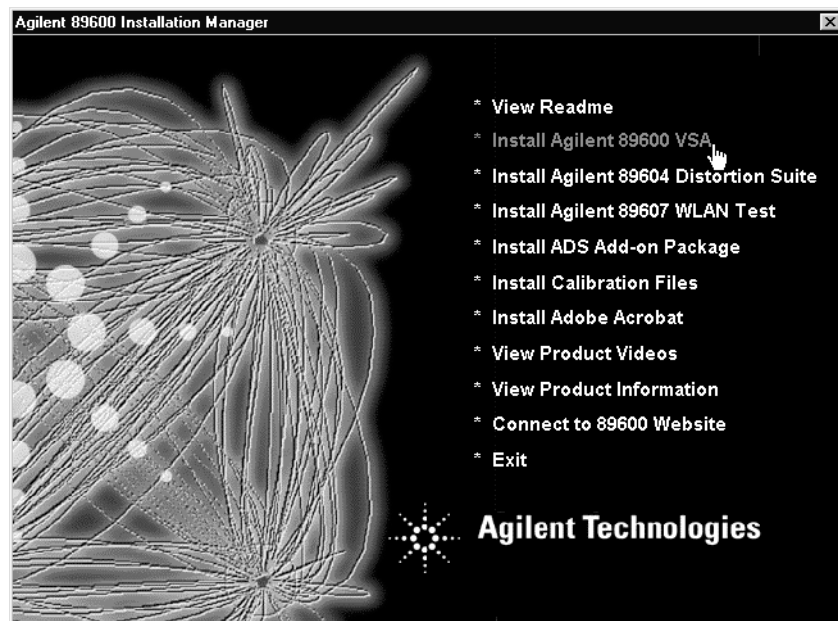 Agilent 89600 Installation Manager
* View Readme
* Install Agilent 89600 VSA
* Install Agilent 89604 Distortion Suite
* Install Agilent 89607 WLAN Test
* Install ADS Add-on Package
* Install Calibration Files
* Install Adobe Acrobat
* View Product Videos
* View Product Information
* Connect to 89600 Website
* Exit
Agilent Technologies